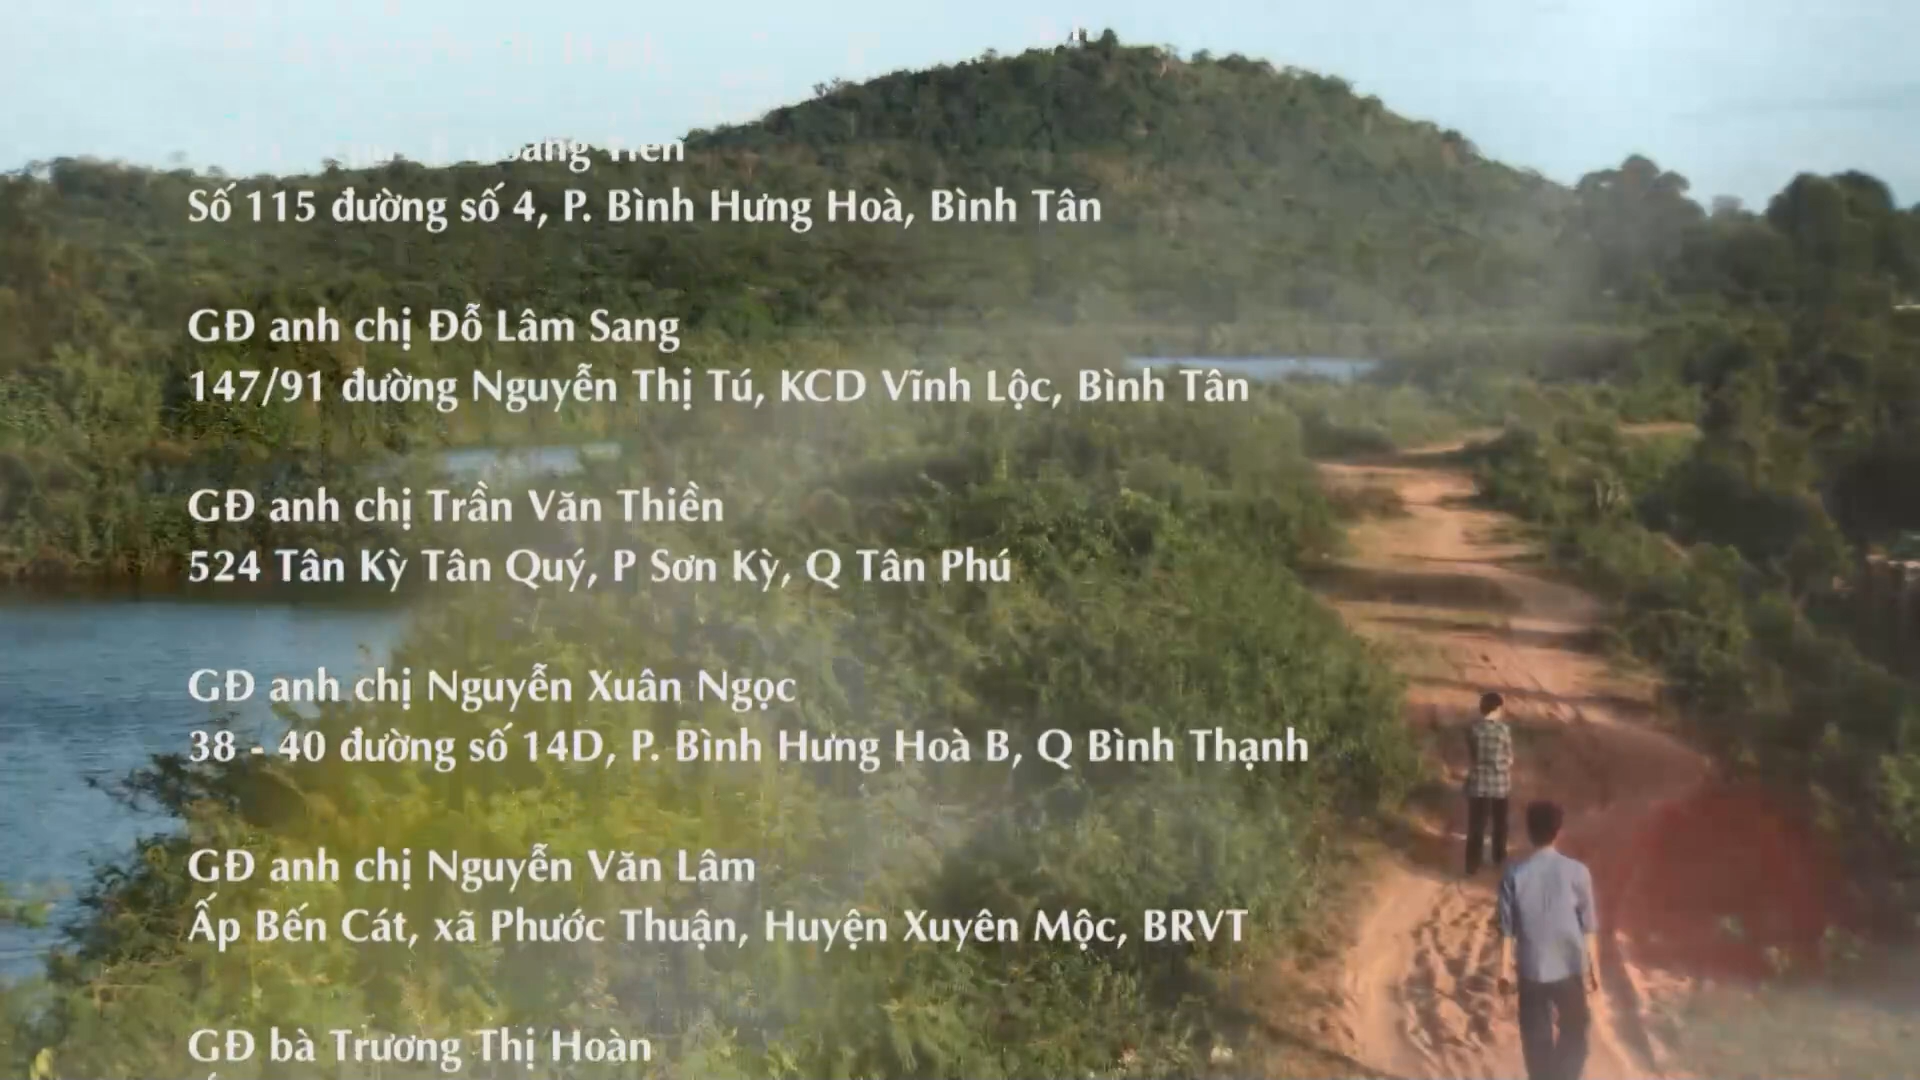 Số 115 đường số 4, P. Bình Hưng Hoà, Bình Tân
GĐ anh chị Đỗ Lâm Sang
147/91 đường Nguyễn Thị Tú, KCD Vĩnh Lộc, Bình Tân
GĐ anh chị Trần Văn Thiền
524 Tân Kỳ Tân Quý, P Sơn Kỳ, Q Tân Phú
GĐ anh chị Nguyễn Xuân Ngọc
38 - 40 đường số 14D, P. Bình Hưng Hoà B, Q Bình Thạnh
GĐ anh chị Nguyễn Văn Lâm
Ấp Bến Cát, xã Phước Thuận, Huyện Xuyên Mộc, BRVT
GĐ bà Trương Thị Hoàn